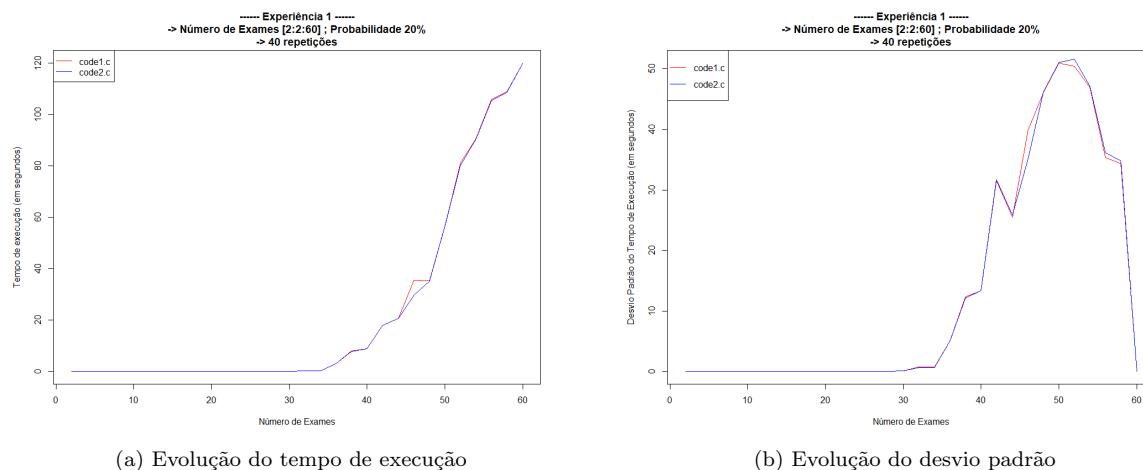 ------ Experiência 1 ------
-> Número de Exames [2:2:60] ; Probabilidade 20%
-> 40 repetições
code1.c
code2.c
Tempo de execução (em segundos)
0
20
40
60
80
100
120
0
10
20
30
40
50
60
Número de Exames
(a) Evolução do tempo de execução
------ Experiência 1 ------
-> Número de Exames [2:2:60] ; Probabilidade 20%
-> 40 repetições
code1.c
code2.c
Desvio Padrão do Tempo de Execução (em segundos)
0
10
20
30
40
50
0
10
20
30
40
50
60
Número de Exames
(b) Evolução do desvio padrão